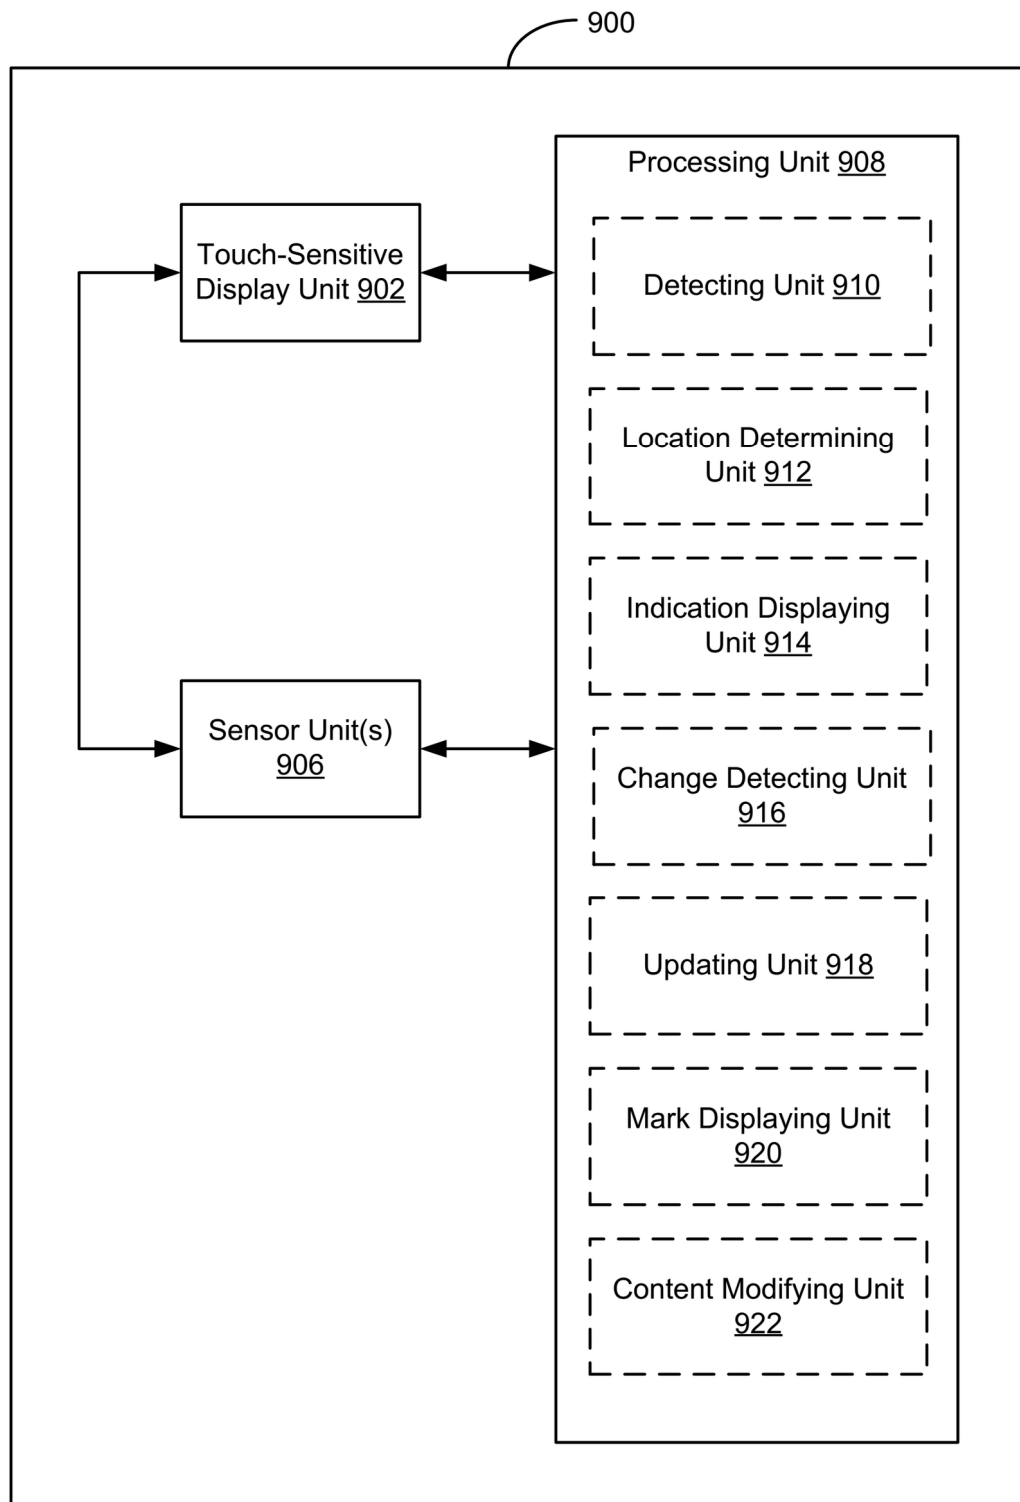 900
Processing Unit 908
Touch-Sensitive
Display Unit 902
Detecting Unit 910
Location Determining
Unit 912
Indication Displaying
Unit 914
Sensor Unit(s)
906
Change Detecting Unit
916
Updating Unit 918
Mark Displaying Unit
920
Content Modifying Unit
922